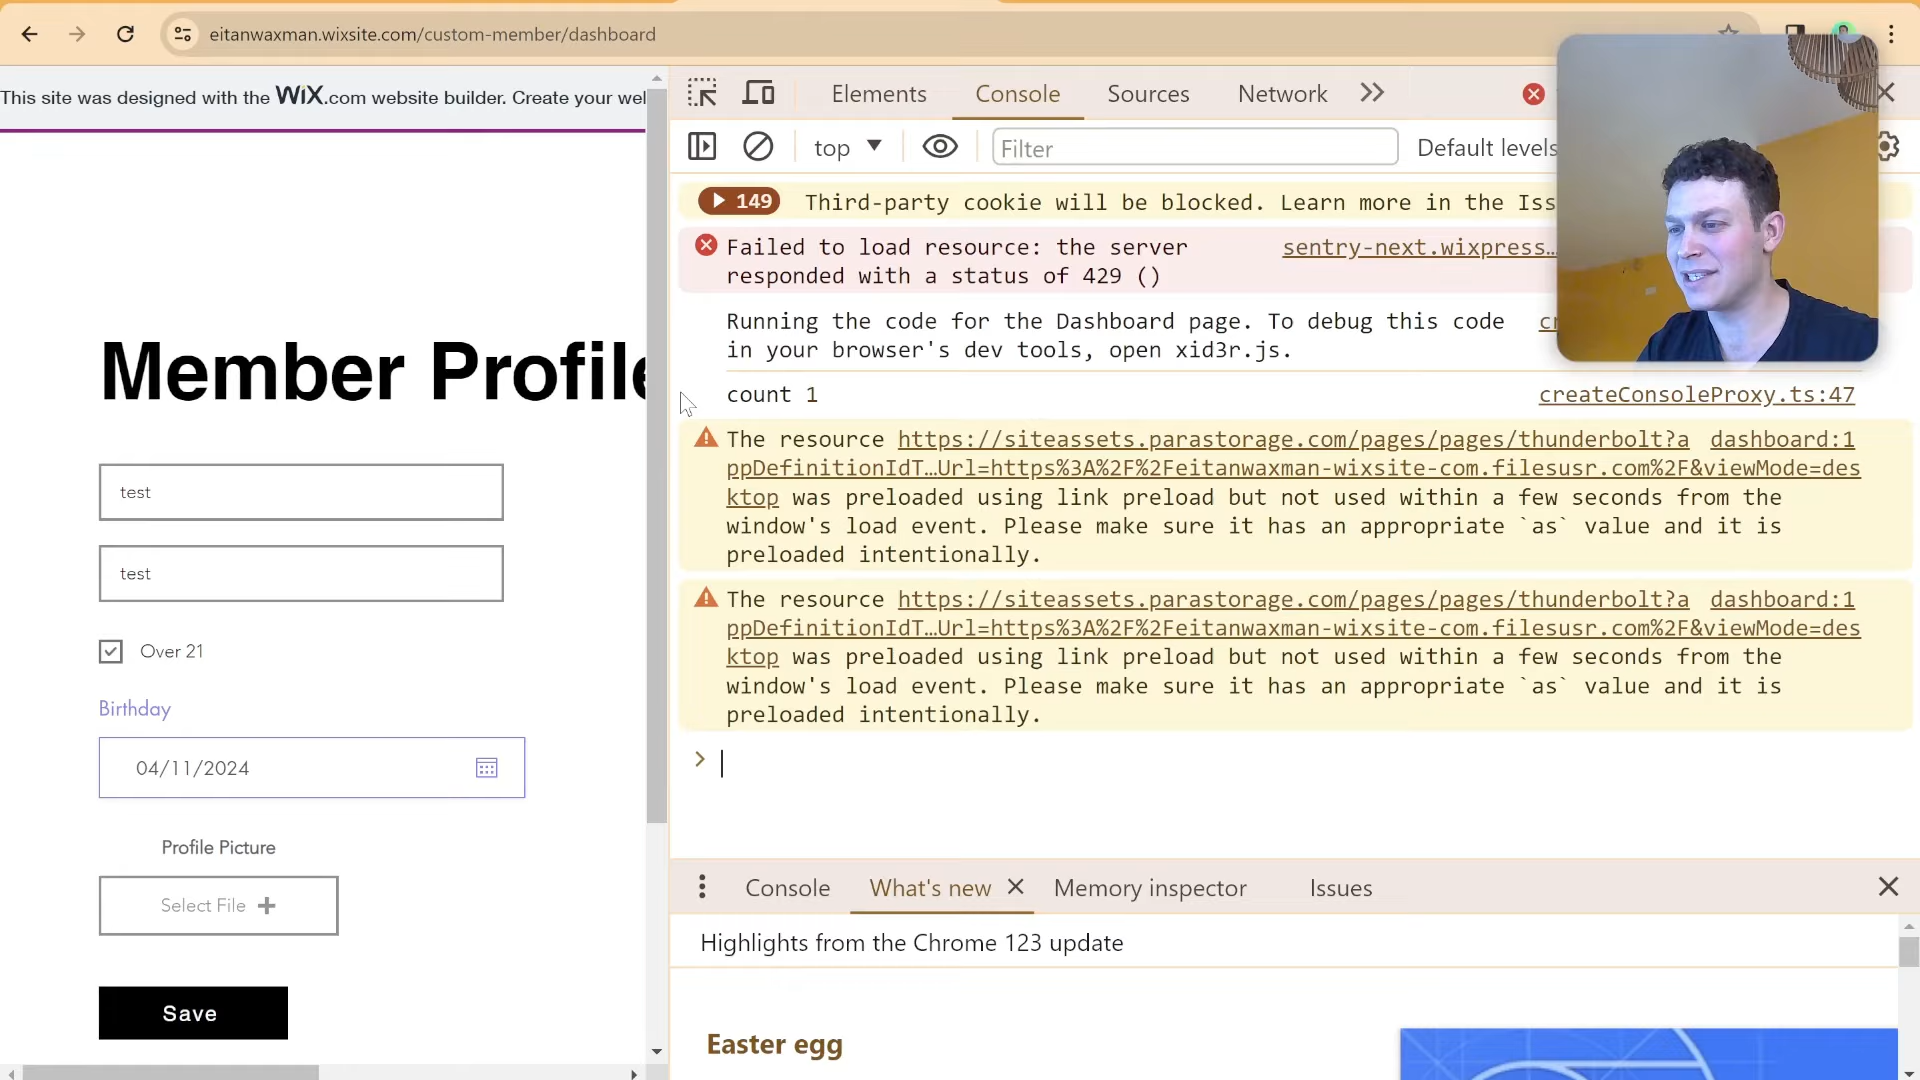 eitanwaxman.wixsite.com/custom-member/dashboard
This site was designed with the WiX.com website builder. Create your
Member Profile
test
test
Over 21
Birthday
04/11/2024
Profile Picture
Select File +
Save
Elements Console Sources Network
top Filter Default levels
149 Third-party cookie will be blocked. Learn more in the Iss
Failed to load resource: the server sentry-next.wixpress…
responded with a status of 429 ()
Running the code for the Dashboard page. To debug this code
in your browser's dev tools, open xid3r.js.
count 1 createConsoleProxy.ts:47
The resource https://siteassets.parastorage.com/pages/pages/thunderbolt?a dashboard:1
ppDefinitionIdT…Url=https%3A%2F%2Feitanwaxman-wixsite-com.filesusr.com%2F&viewMode=des
ktop was preloaded using link preload but not used within a few seconds from the
window's load event. Please make sure it has an appropriate `as` value and it is
preloaded intentionally.
The resource https://siteassets.parastorage.com/pages/pages/thunderbolt?a dashboard:1
ppDefinitionIdT…Url=https%3A%2F%2Feitanwaxman-wixsite-com.filesusr.com%2F&viewMode=des
ktop was preloaded using link preload but not used within a few seconds from the
window's load event. Please make sure it has an appropriate `as` value and it is
preloaded intentionally.
>
Console What's new Memory inspector Issues
Highlights from the Chrome 123 update
Easter egg